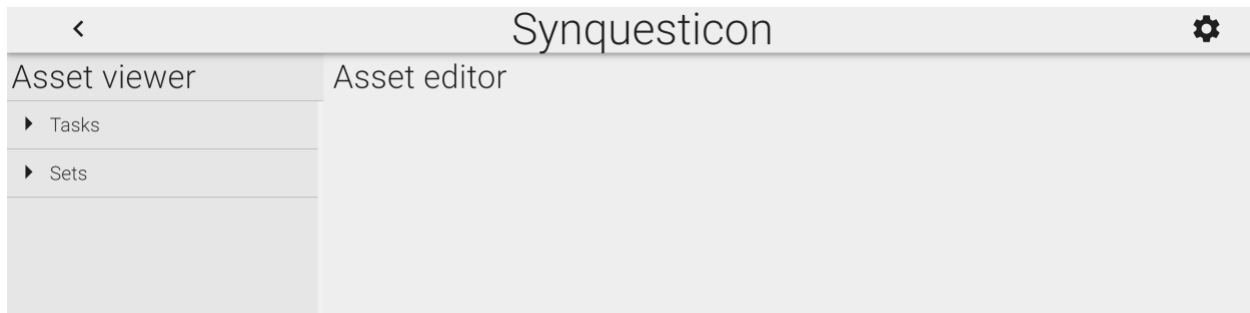 Synquesticon
Asset viewer
Asset editor
Tasks
Sets